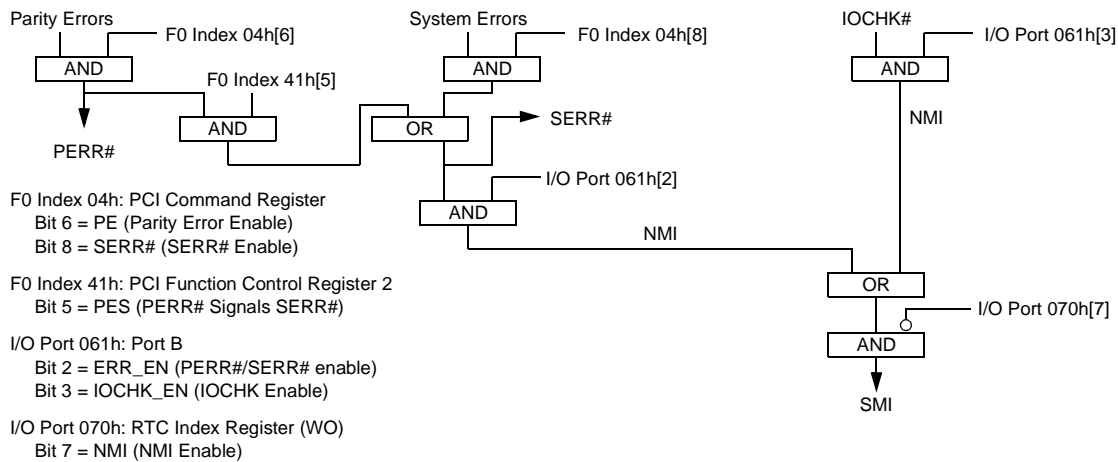 Parity Errors
System Errors
IOCHK#
F0 Index 04h[6]
F0 Index 04h[8]
I/O Port 061h[3]
AND
AND
AND
F0 Index 41h[5]
AND
OR
SERR#
NMI
PERR#
I/O Port 061h[2]
AND
NMI
F0 Index 04h: PCI Command Register
Bit 6 = PE (Parity Error Enable)
Bit 8 = SERR# (SERR# Enable)
F0 Index 41h: PCI Function Control Register 2
Bit 5 = PES (PERR# Signals SERR#)
OR
I/O Port 070h[7]
AND
SMI
I/O Port 061h: Port B
Bit 2 = ERR_EN (PERR#/SERR# enable)
Bit 3 = IOCHK_EN (IOCHK Enable)
I/O Port 070h: RTC Index Register (WO)
Bit 7 = NMI (NMI Enable)